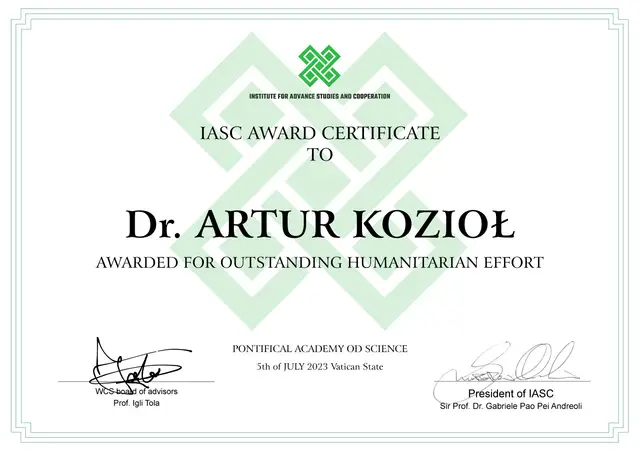 INSTITUTE FOR ADVANCE STUDIES AND COOPERATION
IASC AWARD CERTIFICATE
TO
Dr. ARTUR KOZIOŁ
AWARDED FOR OUTSTANDING HUMANITARIAN EFFORT
PONTIFICAL ACADEMY OD SCIENCE
5th of JULY 2023 Vatican State
WCS board of advisors
Prof. Igli Tola
President of IASC
Sir Prof. Dr. Gabriele Pao Pei Andreoli